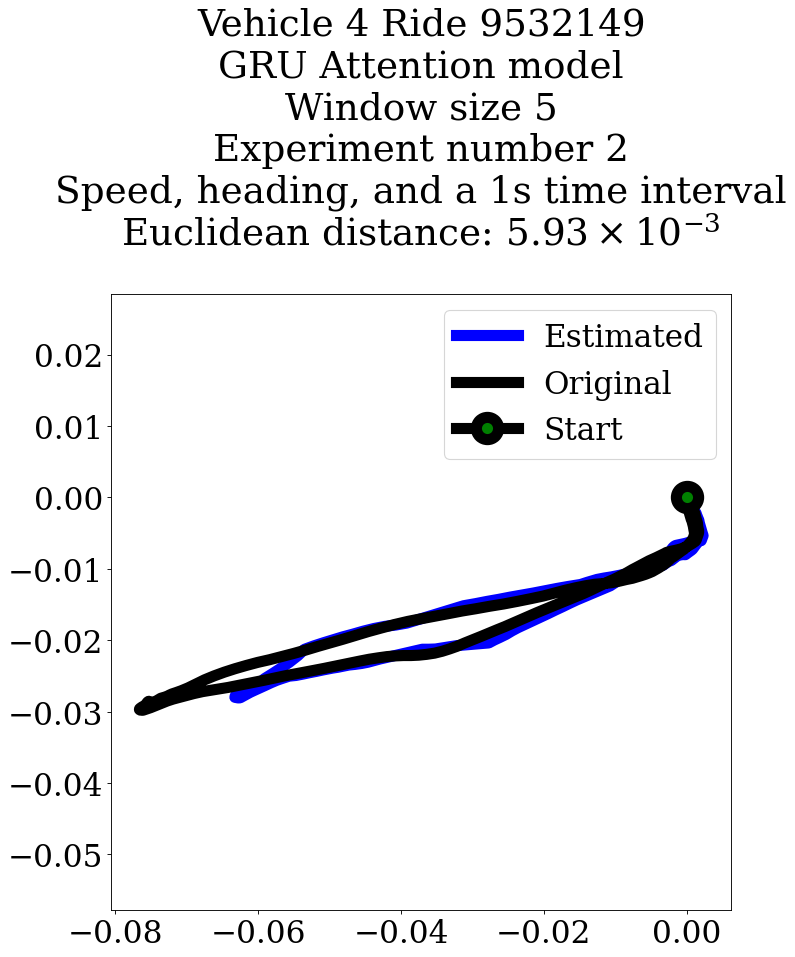 Vehicle 4 Ride 9532149
GRU Attention model
Window size 5
Experiment number 2
Speed, heading, and a 1s time interval
Euclidean distance: 5.93 × 10⁻³
Estimated
Original
Start
0.02
0.01
0.00
−0.01
−0.02
−0.03
−0.04
−0.05
−0.08 −0.06 −0.04 −0.02 0.00